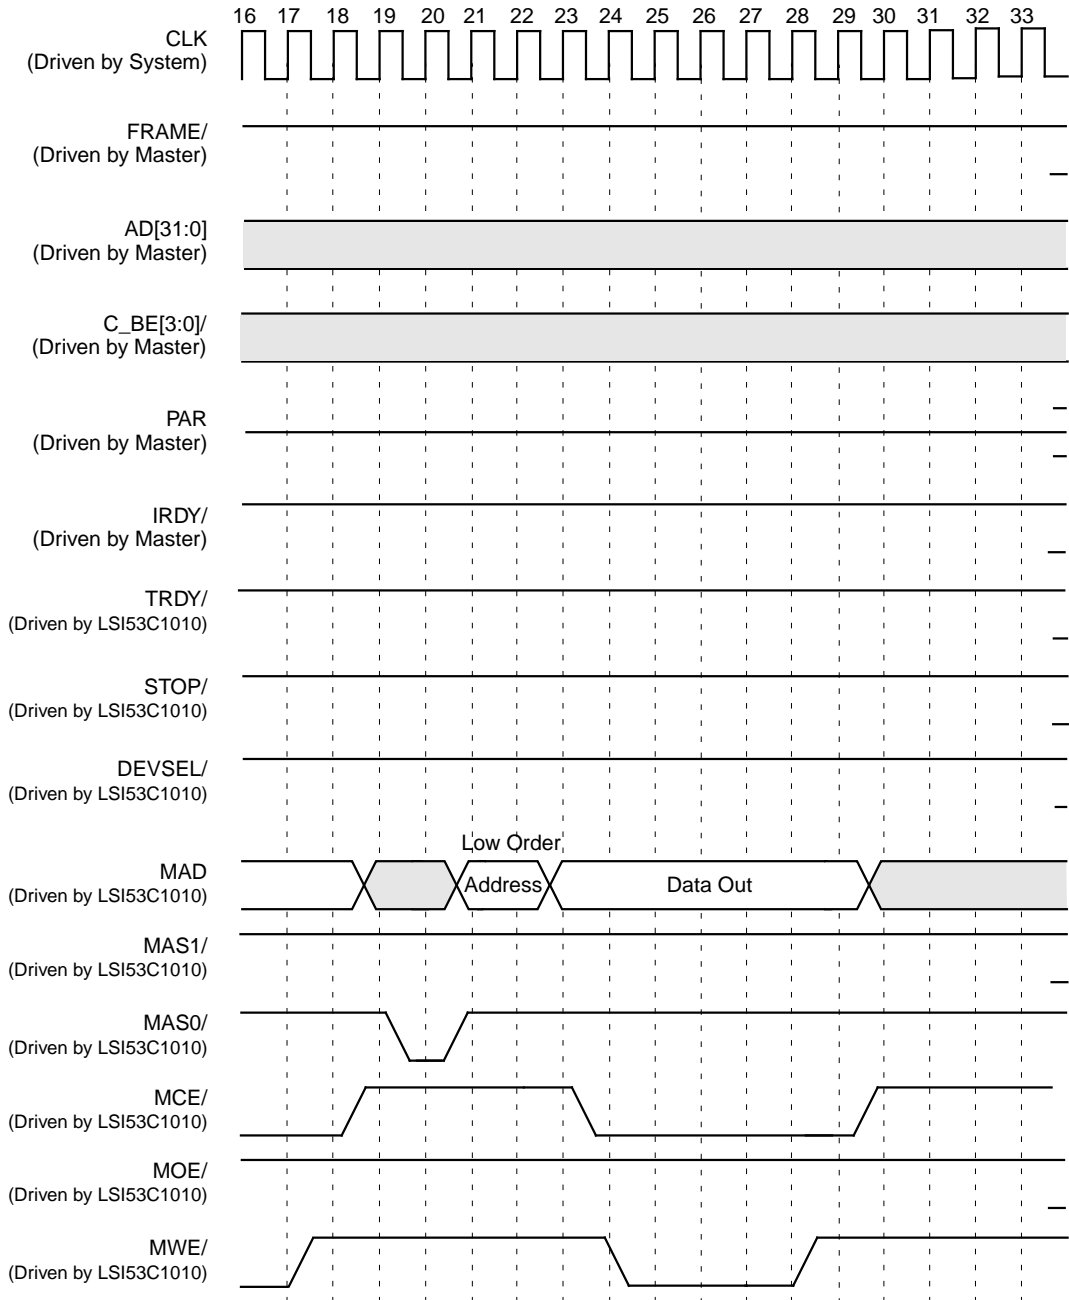 16 17 18 19 20 21 22 23 24 25 26 27 28 29 30 31 32 33
CLK
(Driven by System)
FRAME/
(Driven by Master)
AD[31:0]
(Driven by Master)
C_BE[3:0]/
(Driven by Master)
PAR
(Driven by Master)
IRDY/
(Driven by Master)
TRDY/
(Driven by LSI53C1010)
STOP/
(Driven by LSI53C1010)
DEVSEL/
(Driven by LSI53C1010)
Low Order
MAD
Address
Data Out
(Driven by LSI53C1010)
MAS1/
(Driven by LSI53C1010)
MAS0/
(Driven by LSI53C1010)
MCE/
(Driven by LSI53C1010)
MOE/
(Driven by LSI53C1010)
MWE/
(Driven by LSI53C1010)